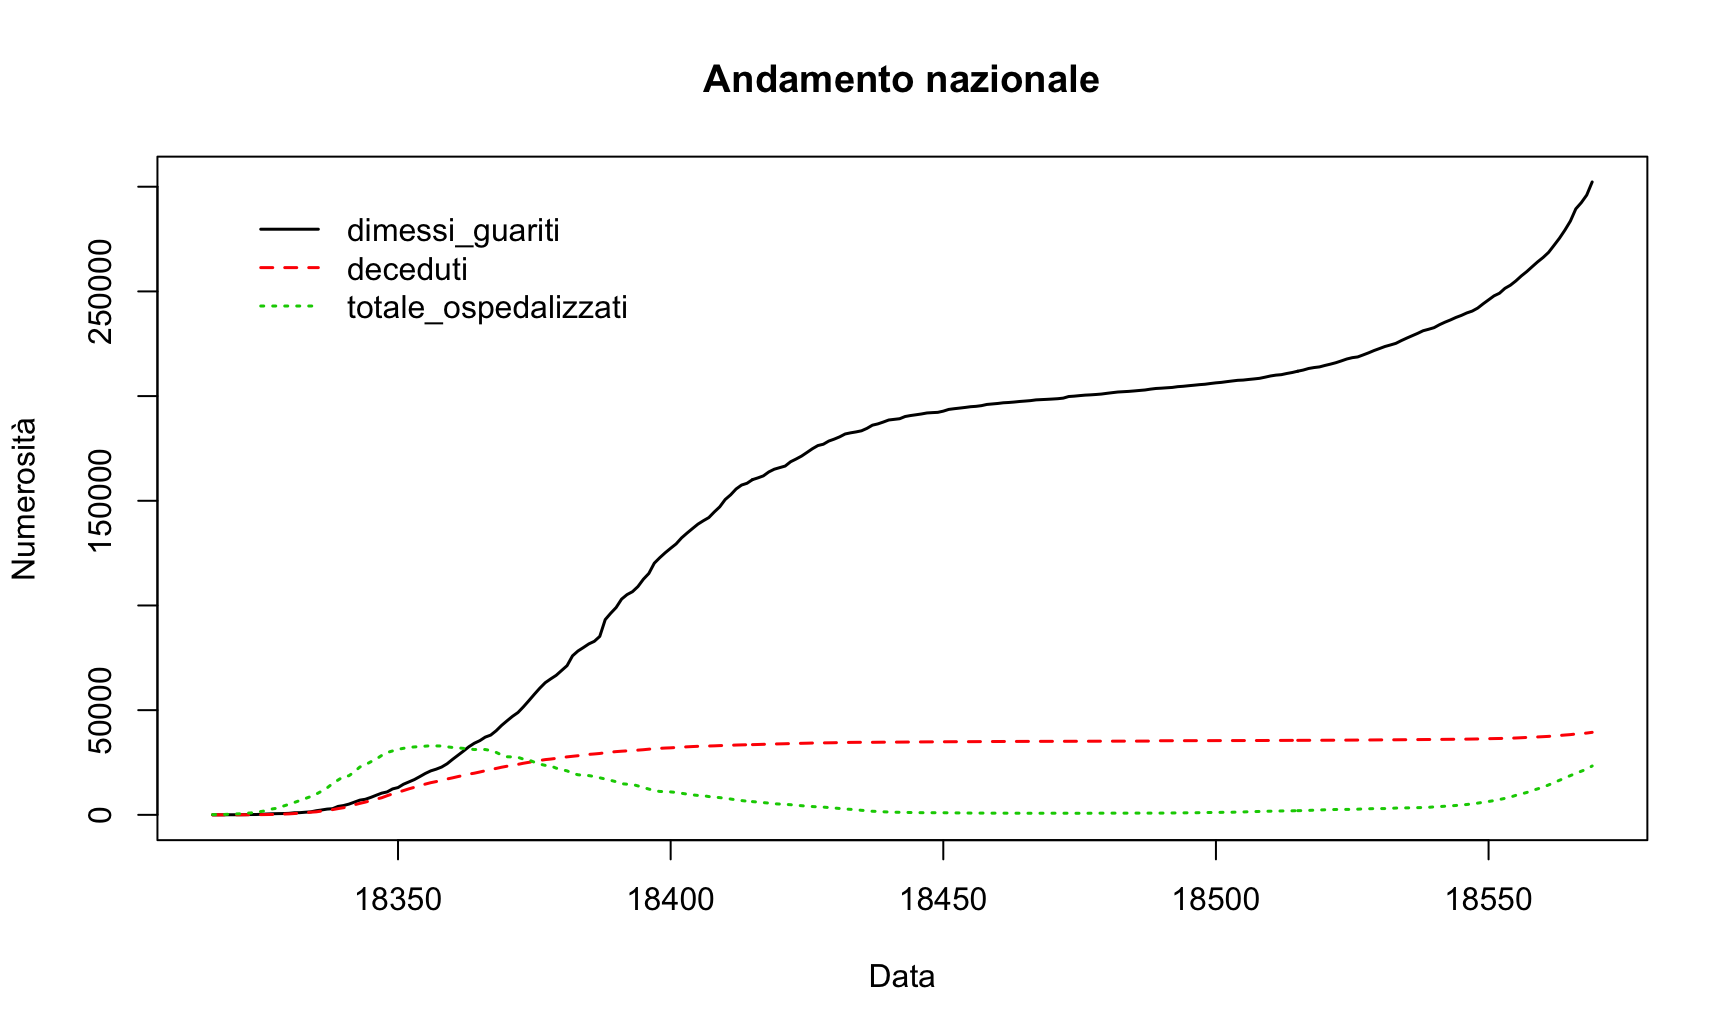 Andamento nazionale
dimessi_guariti
deceduti
totale_ospedalizzati
250000
150000
50000
0
Numerosità
18350 18400 18450 18500 18550
Data